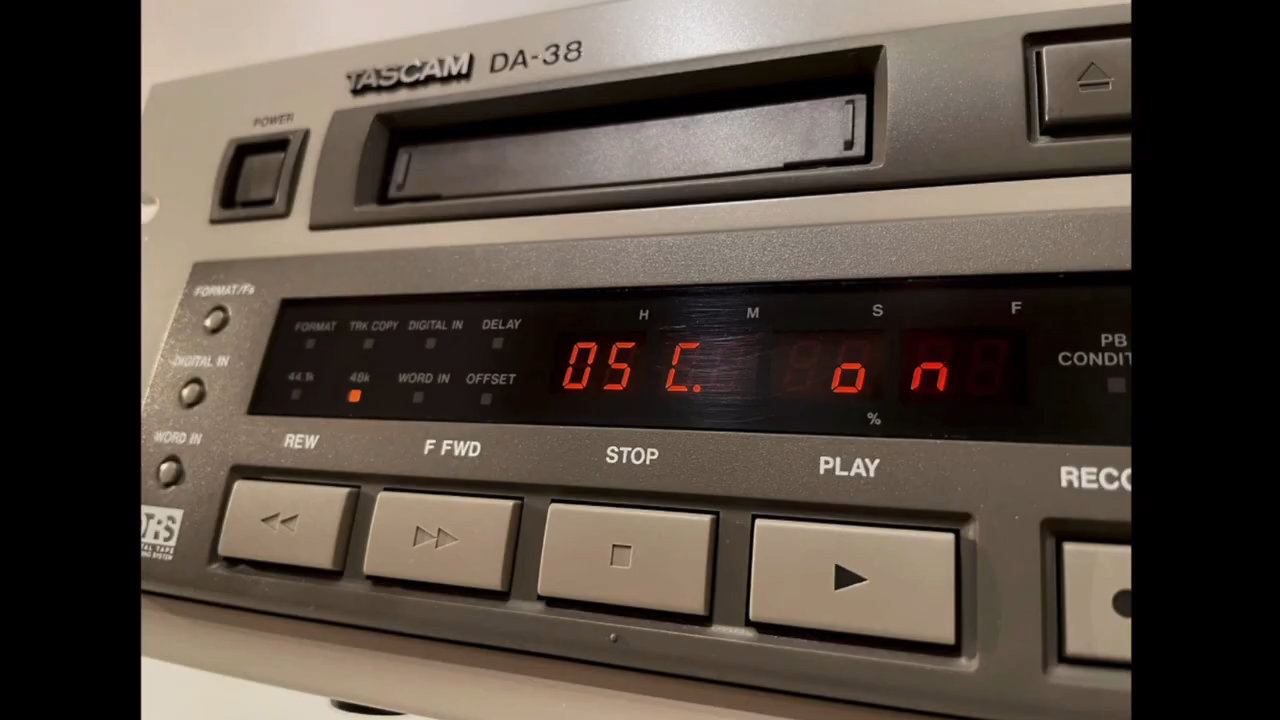 TASCAM DA-38
POWER
FORMAT/Fs
H M S F
FORMAT TRK COPY DIGITAL IN DELAY
PB
CONDIT
DIGITAL IN
OSC. on
44.1k 48k WORD IN OFFSET
%
WORD IN
REW F FWD STOP PLAY RECO